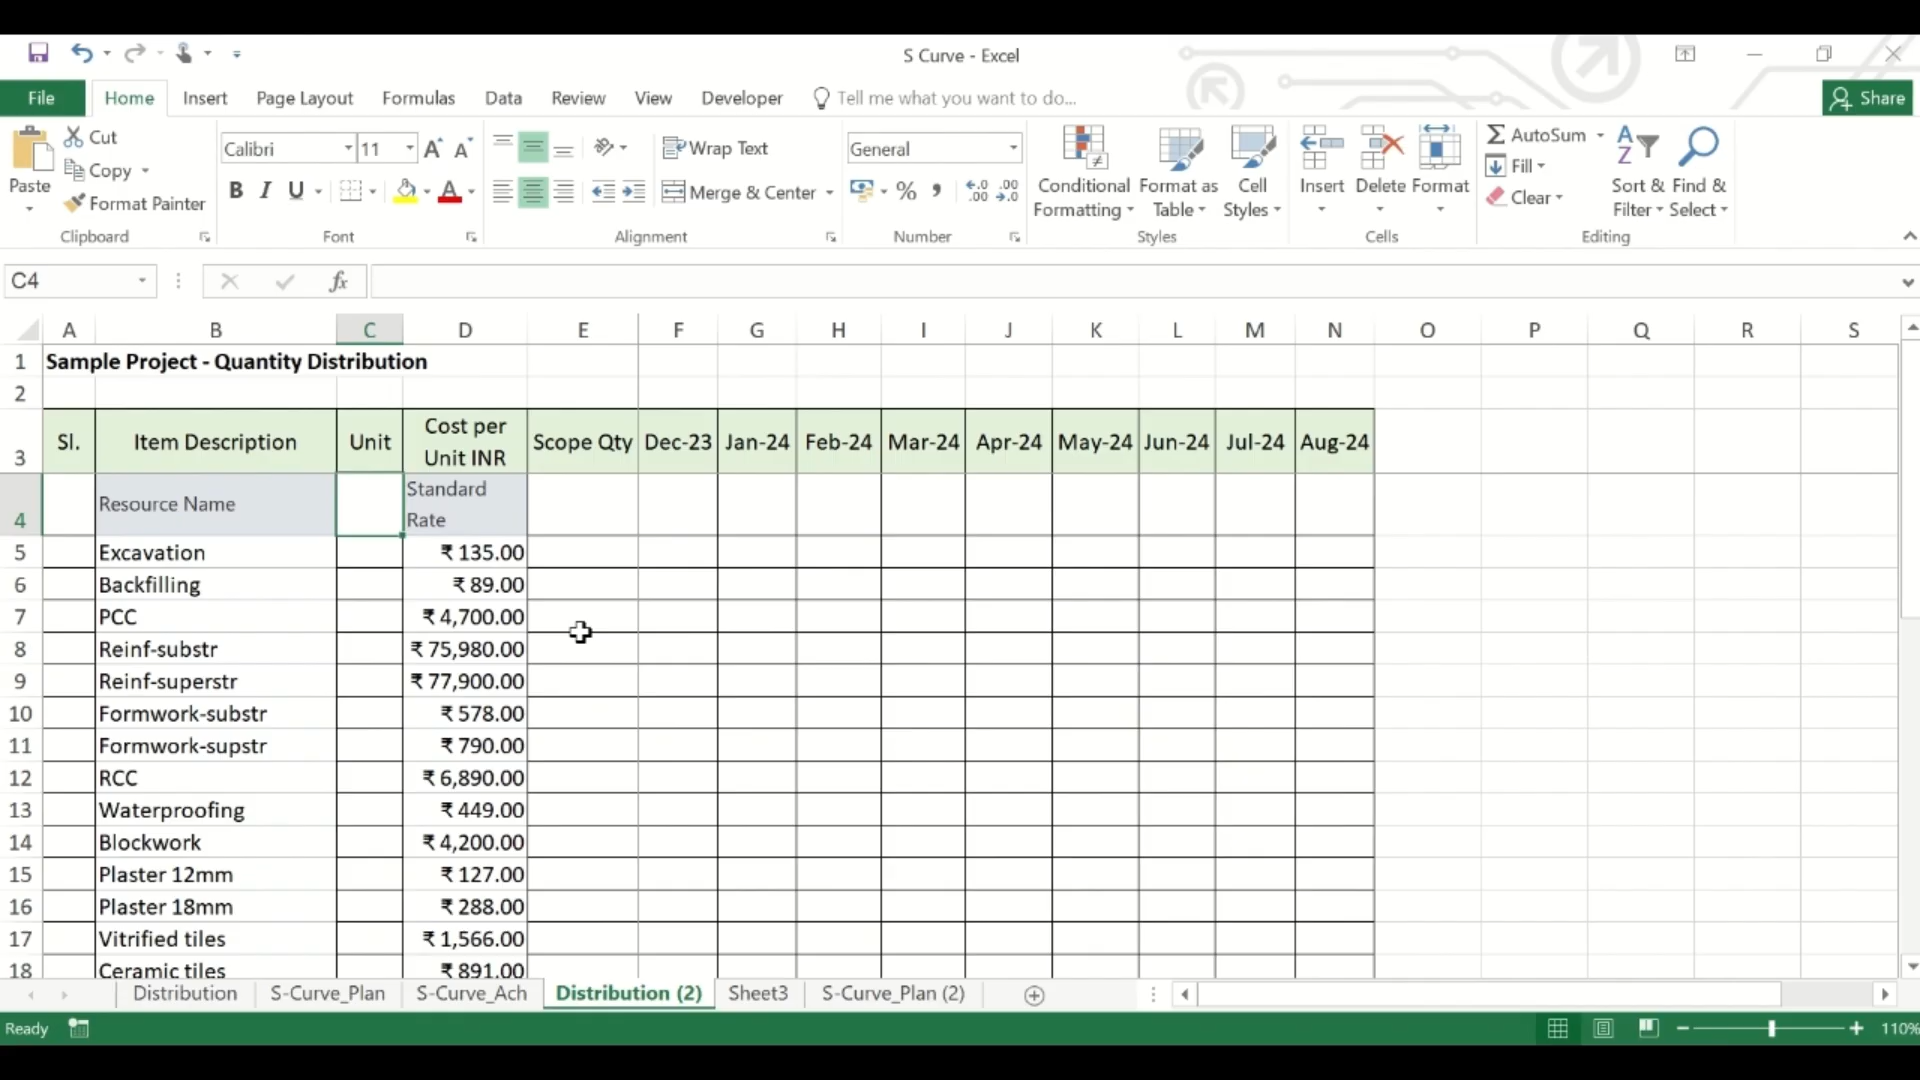 S Curve - Excel
File Home Insert Page Layout Formulas Data Review View Developer Tell me what you want to do... Share
Paste Cut Copy Format Painter
Clipboard
Calibri 11
B I U
Font
Wrap Text
Merge & Center
Alignment
General
Number
Conditional Formatting Format as Table Cell Styles
Styles
Insert Delete Format
Cells
AutoSum
Fill
Clear
Sort & Filter Find & Select
Editing
C4 fx
A B C D E F G H I J K L M N O P Q R S
1 Sample Project - Quantity Distribution
2
3 Sl. Item Description Unit Cost per Unit INR Scope Qty Dec-23 Jan-24 Feb-24 Mar-24 Apr-24 May-24 Jun-24 Jul-24 Aug-24
4 Resource Name Standard Rate
5 Excavation ₹ 135.00
6 Backfilling ₹ 89.00
7 PCC ₹ 4,700.00
8 Reinf-substr ₹ 75,980.00
9 Reinf-superstr ₹ 77,900.00
10 Formwork-substr ₹ 578.00
11 Formwork-supstr ₹ 790.00
12 RCC ₹ 6,890.00
13 Waterproofing ₹ 449.00
14 Blockwork ₹ 4,200.00
15 Plaster 12mm ₹ 127.00
16 Plaster 18mm ₹ 288.00
17 Vitrified tiles ₹ 1,566.00
18 Ceramic tiles ₹ 891.00
Distribution S-Curve_Plan S-Curve_Ach Distribution (2) Sheet3 S-Curve_Plan (2)
Ready 110%